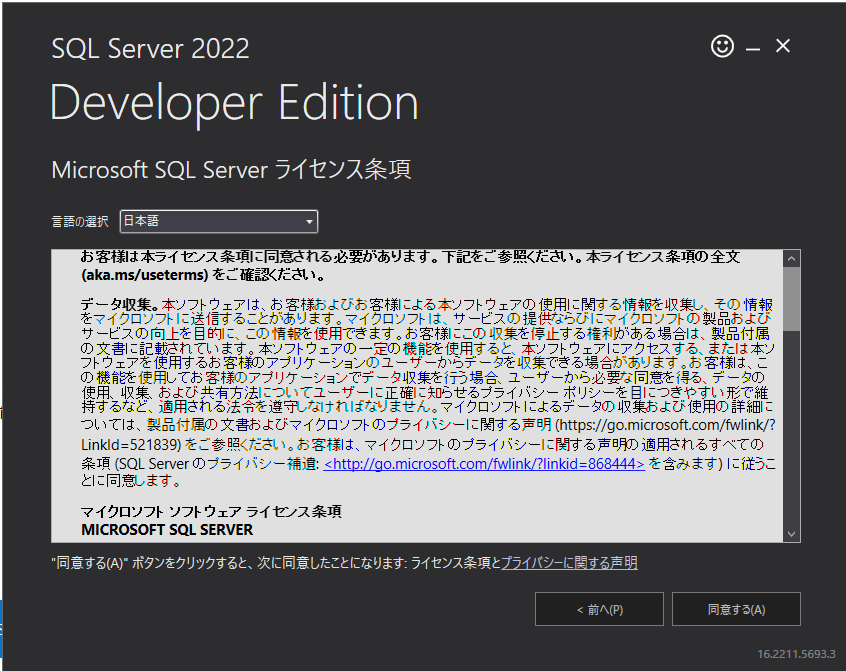 SQL Server 2022
Developer Edition
Microsoft SQL Server ライセンス条項
言語の選択 日本語
お客様は本ライセンス条項に同意される必要があります。下記をご参照ください。本ライセンス条項の全文
(aka.ms/useterms) をご確認ください。
データ収集。本ソフトウェアは、お客様およびお客様による本ソフトウェアの使用に関する情報を収集し、その情報
をマイクロソフトに送信することがあります。マイクロソフトは、サービスの提供ならびにマイクロソフトの製品および
サービスの向上を目的に、この情報を使用できます。お客様にこの収集を停止する権利がある場合は、製品付属
の文書に記載されています。本ソフトウェアの一定の機能を使用すると、本ソフトウェアにアクセスする、または本ソ
フトウェアを使用するお客様のアプリケーションのユーザーからデータを収集できる場合があります。お客様は、こ
の機能を使用してお客様のアプリケーションでデータ収集を行う場合、ユーザーから必要な同意を得る、データの
使用、収集、および共有方法についてユーザーに正確に知らせるプライバシー ポリシーを目につきやすい形で維
持するなど、適用される法令を遵守しなければなりません。マイクロソフトによるデータの収集および使用の詳細に
ついては、製品付属の文書およびマイクロソフトのプライバシーに関する声明 (https://go.microsoft.com/fwlink/?
LinkId=521839) をご参照ください。お客様は、マイクロソフトのプライバシーに関する声明の適用されるすべての
条項 (SQL Server のプライバシー補遺: <http://go.microsoft.com/fwlink/?linkid=868444> を含みます) に従うこ
とに同意します。
マイクロソフト ソフトウェア ライセンス条項
MICROSOFT SQL SERVER
"同意する(A)" ボタンをクリックすると、次に同意したことになります: ライセンス条項とプライバシーに関する声明
< 前へ(P) 同意する(A)
16.2211.5693.3